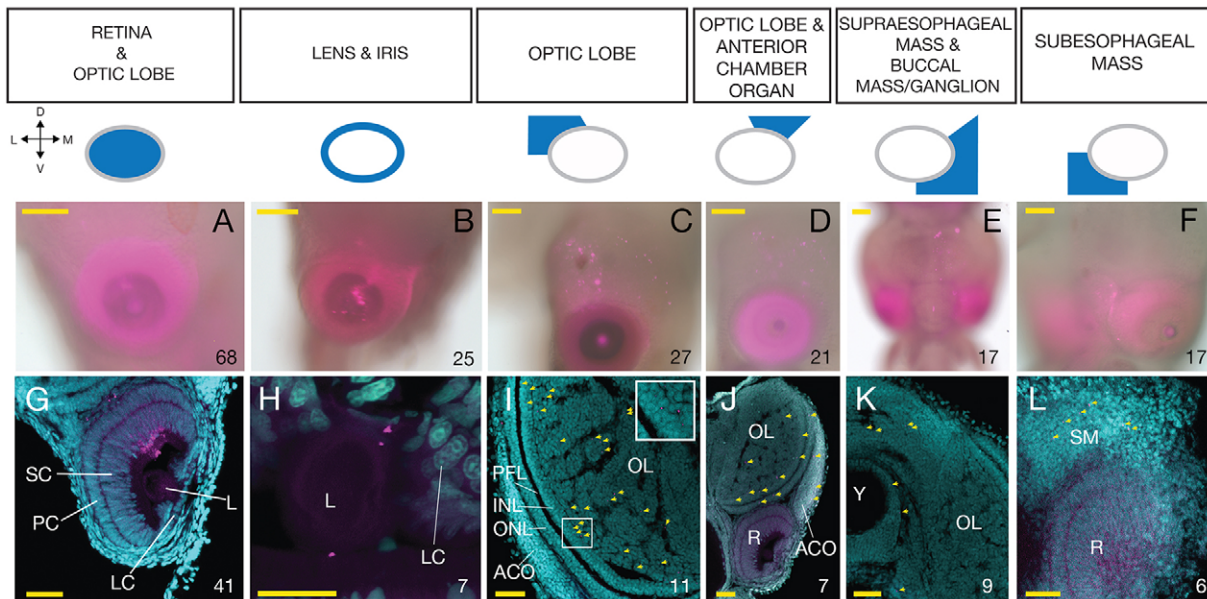 RETINA
&
OPTIC LOBE
LENS & IRIS
OPTIC LOBE
OPTIC LOBE &
ANTERIOR
CHAMBER
ORGAN
SUPRAESOPHAGEAL
MASS &
BUCCAL
MASS/GANGLION
SUBESOPHAGEAL
MASS
D
L M
V
A
68
B
25
C
27
D
21
E
17
F
17
G
SC
PC
L
LC
41
H
L
LC
7
I
OL
PFL
INL
ONL
ACO
11
J
OL
R
ACO
7
K
Y
OL
9
L
SM
R
6